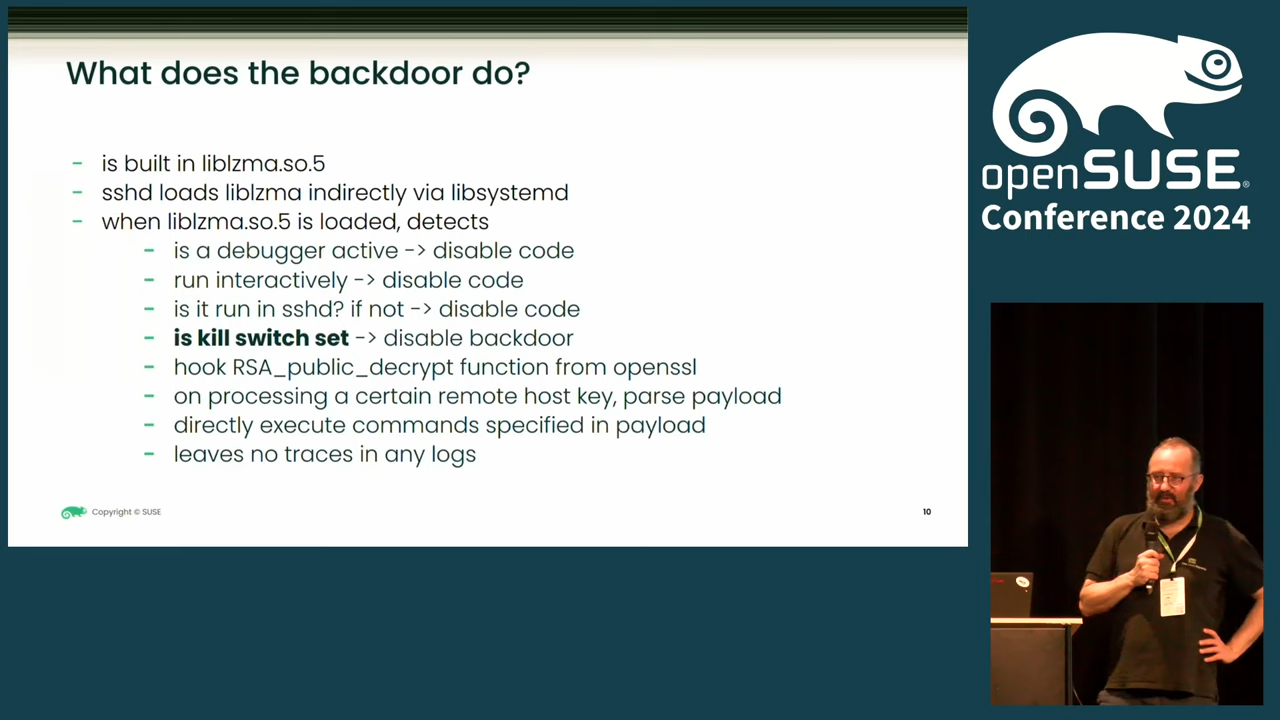 What does the backdoor do?
- is built in liblzma.so.5
- sshd loads liblzma indirectly via libsystemd
- when liblzma.so.5 is loaded, detects
- is a debugger active -> disable code
- run interactively -> disable code
- is it run in sshd? if not -> disable code
- is kill switch set -> disable backdoor
- hook RSA_public_decrypt function from openssl
- on processing a certain remote host key, parse payload
- directly execute commands specified in payload
- leaves no traces in any logs
Copyright © SUSE
10
openSUSE®
Conference 2024